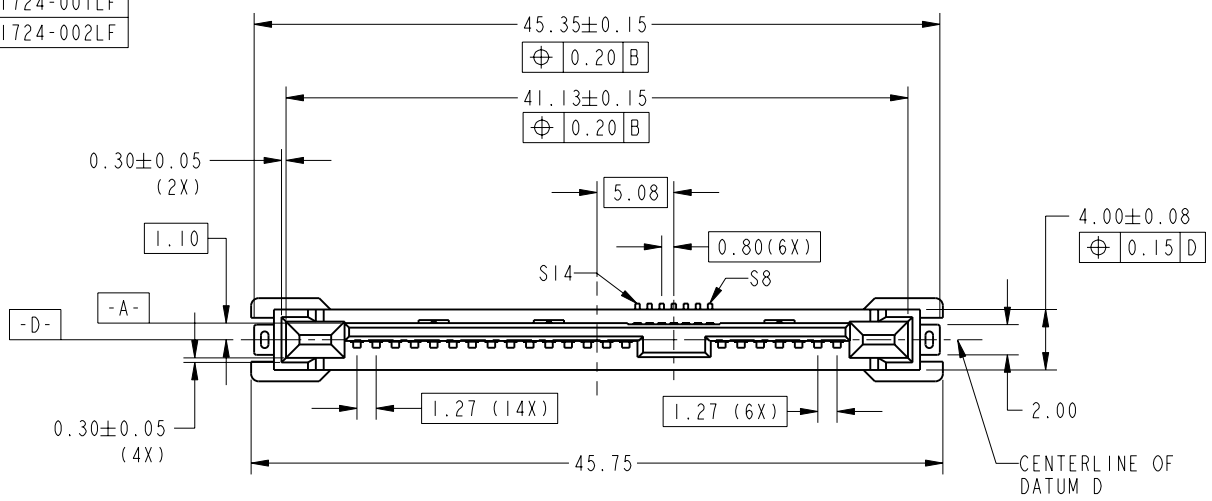 1724-001LF
1724-002LF
45.35±0.15
⌖ 0.20 B
41.13±0.15
⌖ 0.20 B
0.30±0.05
(2X)
5.08
4.00±0.08
⌖ 0.15 D
1.10
0.80(6X)
S14
S8
-A-
-D-
1.27 (14X)
1.27 (6X)
2.00
0.30±0.05
(4X)
45.75
CENTERLINE OF
DATUM D